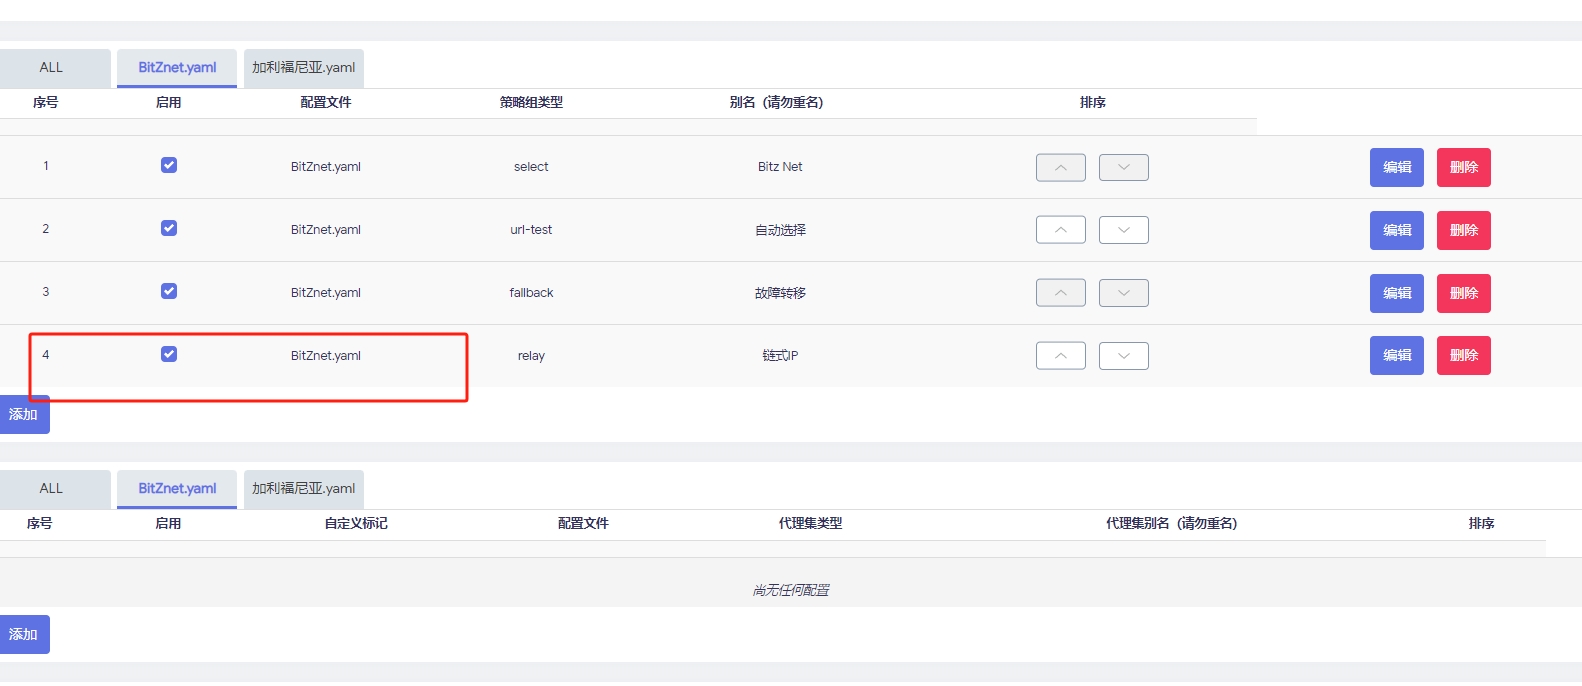 ALL BitZnet.yaml 加利福尼亚.yaml
序号 启用 配置文件 策略组类型 别名（请勿重名） 排序
1 BitZnet.yaml select Bitz Net 编辑 删除
2 BitZnet.yaml url-test 自动选择 编辑 删除
3 BitZnet.yaml fallback 故障转移 编辑 删除
4 BitZnet.yaml relay 链式IP 编辑 删除
添加
ALL BitZnet.yaml 加利福尼亚.yaml
序号 启用 自定义标记 配置文件 代理集类型 代理集别名（请勿重名） 排序
尚无任何配置
添加